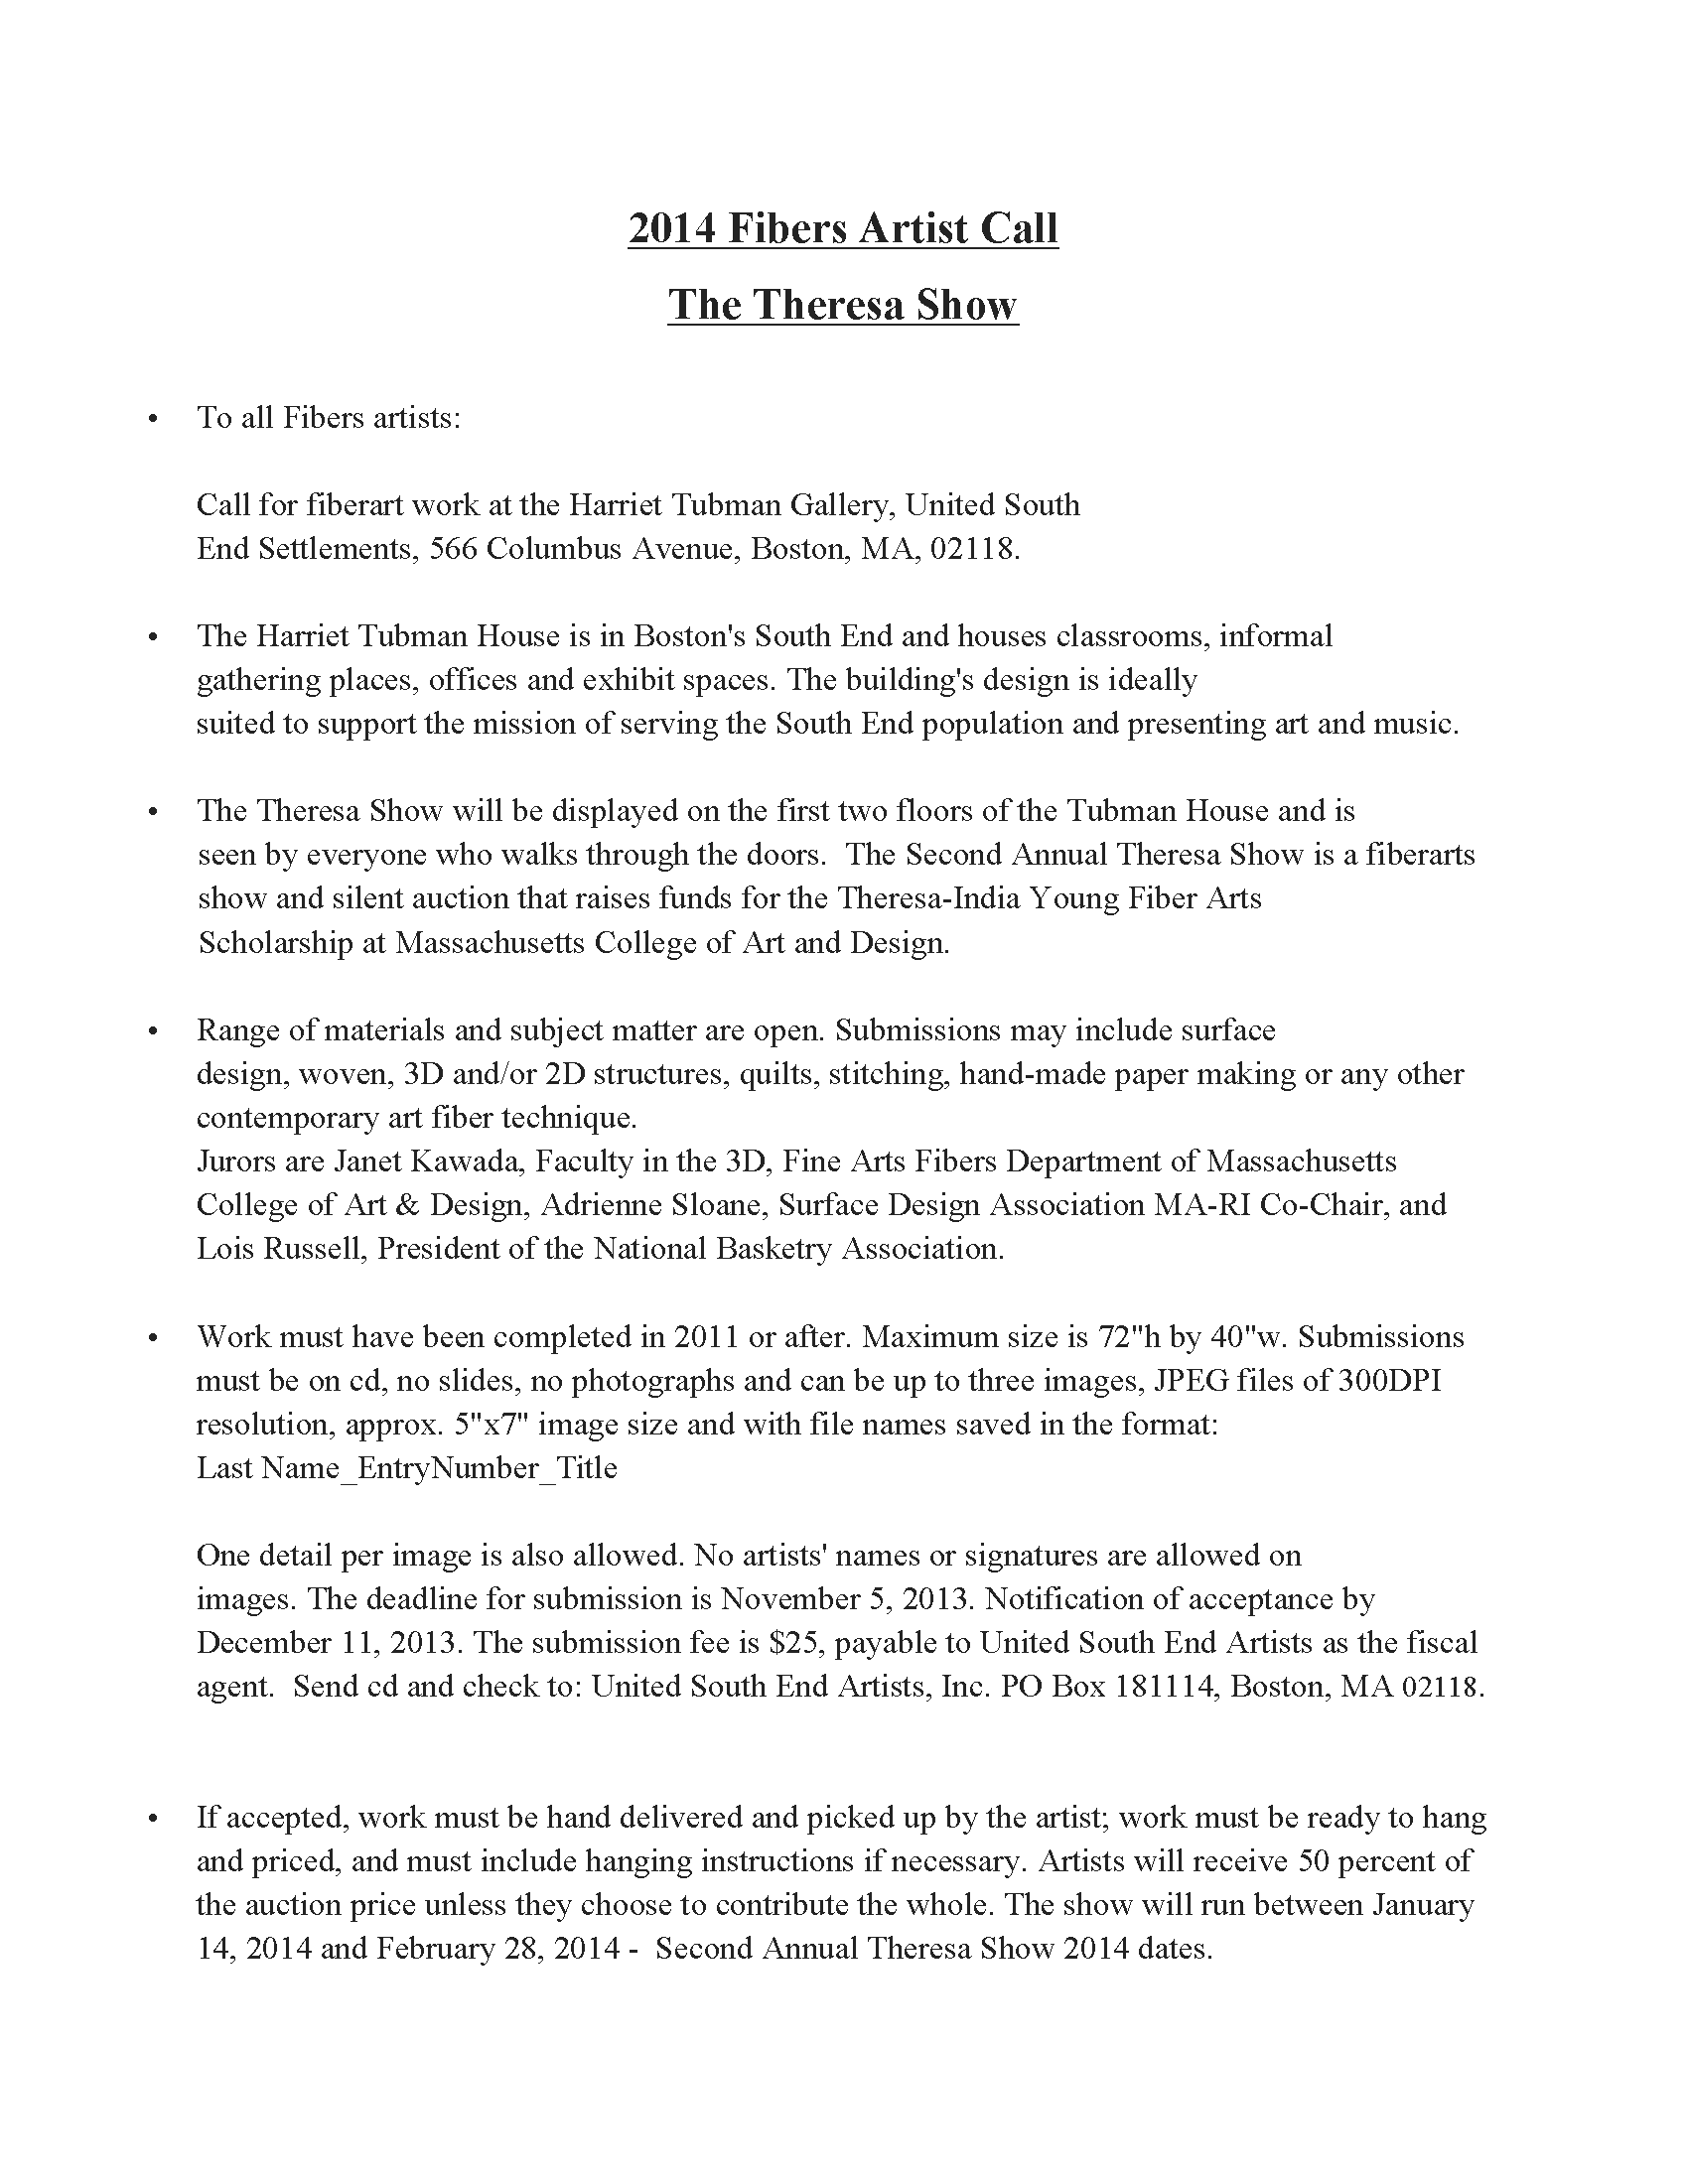 2014 Fibers Artist Call
The Theresa Show
• To all Fibers artists:
Call for fiberart work at the Harriet Tubman Gallery, United South
End Settlements, 566 Columbus Avenue, Boston, MA, 02118.
• The Harriet Tubman House is in Boston's South End and houses classrooms, informal
gathering places, offices and exhibit spaces. The building's design is ideally
suited to support the mission of serving the South End population and presenting art and music.
• The Theresa Show will be displayed on the first two floors of the Tubman House and is
seen by everyone who walks through the doors.  The Second Annual Theresa Show is a fiberarts
show and silent auction that raises funds for the Theresa-India Young Fiber Arts
Scholarship at Massachusetts College of Art and Design.
• Range of materials and subject matter are open. Submissions may include surface
design, woven, 3D and/or 2D structures, quilts, stitching, hand-made paper making or any other
contemporary art fiber technique.
Jurors are Janet Kawada, Faculty in the 3D, Fine Arts Fibers Department of Massachusetts
College of Art & Design, Adrienne Sloane, Surface Design Association MA-RI Co-Chair, and
Lois Russell, President of the National Basketry Association.
• Work must have been completed in 2011 or after. Maximum size is 72"h by 40"w. Submissions
must be on cd, no slides, no photographs and can be up to three images, JPEG files of 300DPI
resolution, approx. 5"x7" image size and with file names saved in the format:
Last Name_EntryNumber_Title
One detail per image is also allowed. No artists' names or signatures are allowed on
images. The deadline for submission is November 5, 2013. Notification of acceptance by
December 11, 2013. The submission fee is $25, payable to United South End Artists as the fiscal
agent.  Send cd and check to: United South End Artists, Inc. PO Box 181114, Boston, MA 02118.
• If accepted, work must be hand delivered and picked up by the artist; work must be ready to hang
and priced, and must include hanging instructions if necessary. Artists will receive 50 percent of
the auction price unless they choose to contribute the whole. The show will run between January
14, 2014 and February 28, 2014 -  Second Annual Theresa Show 2014 dates.